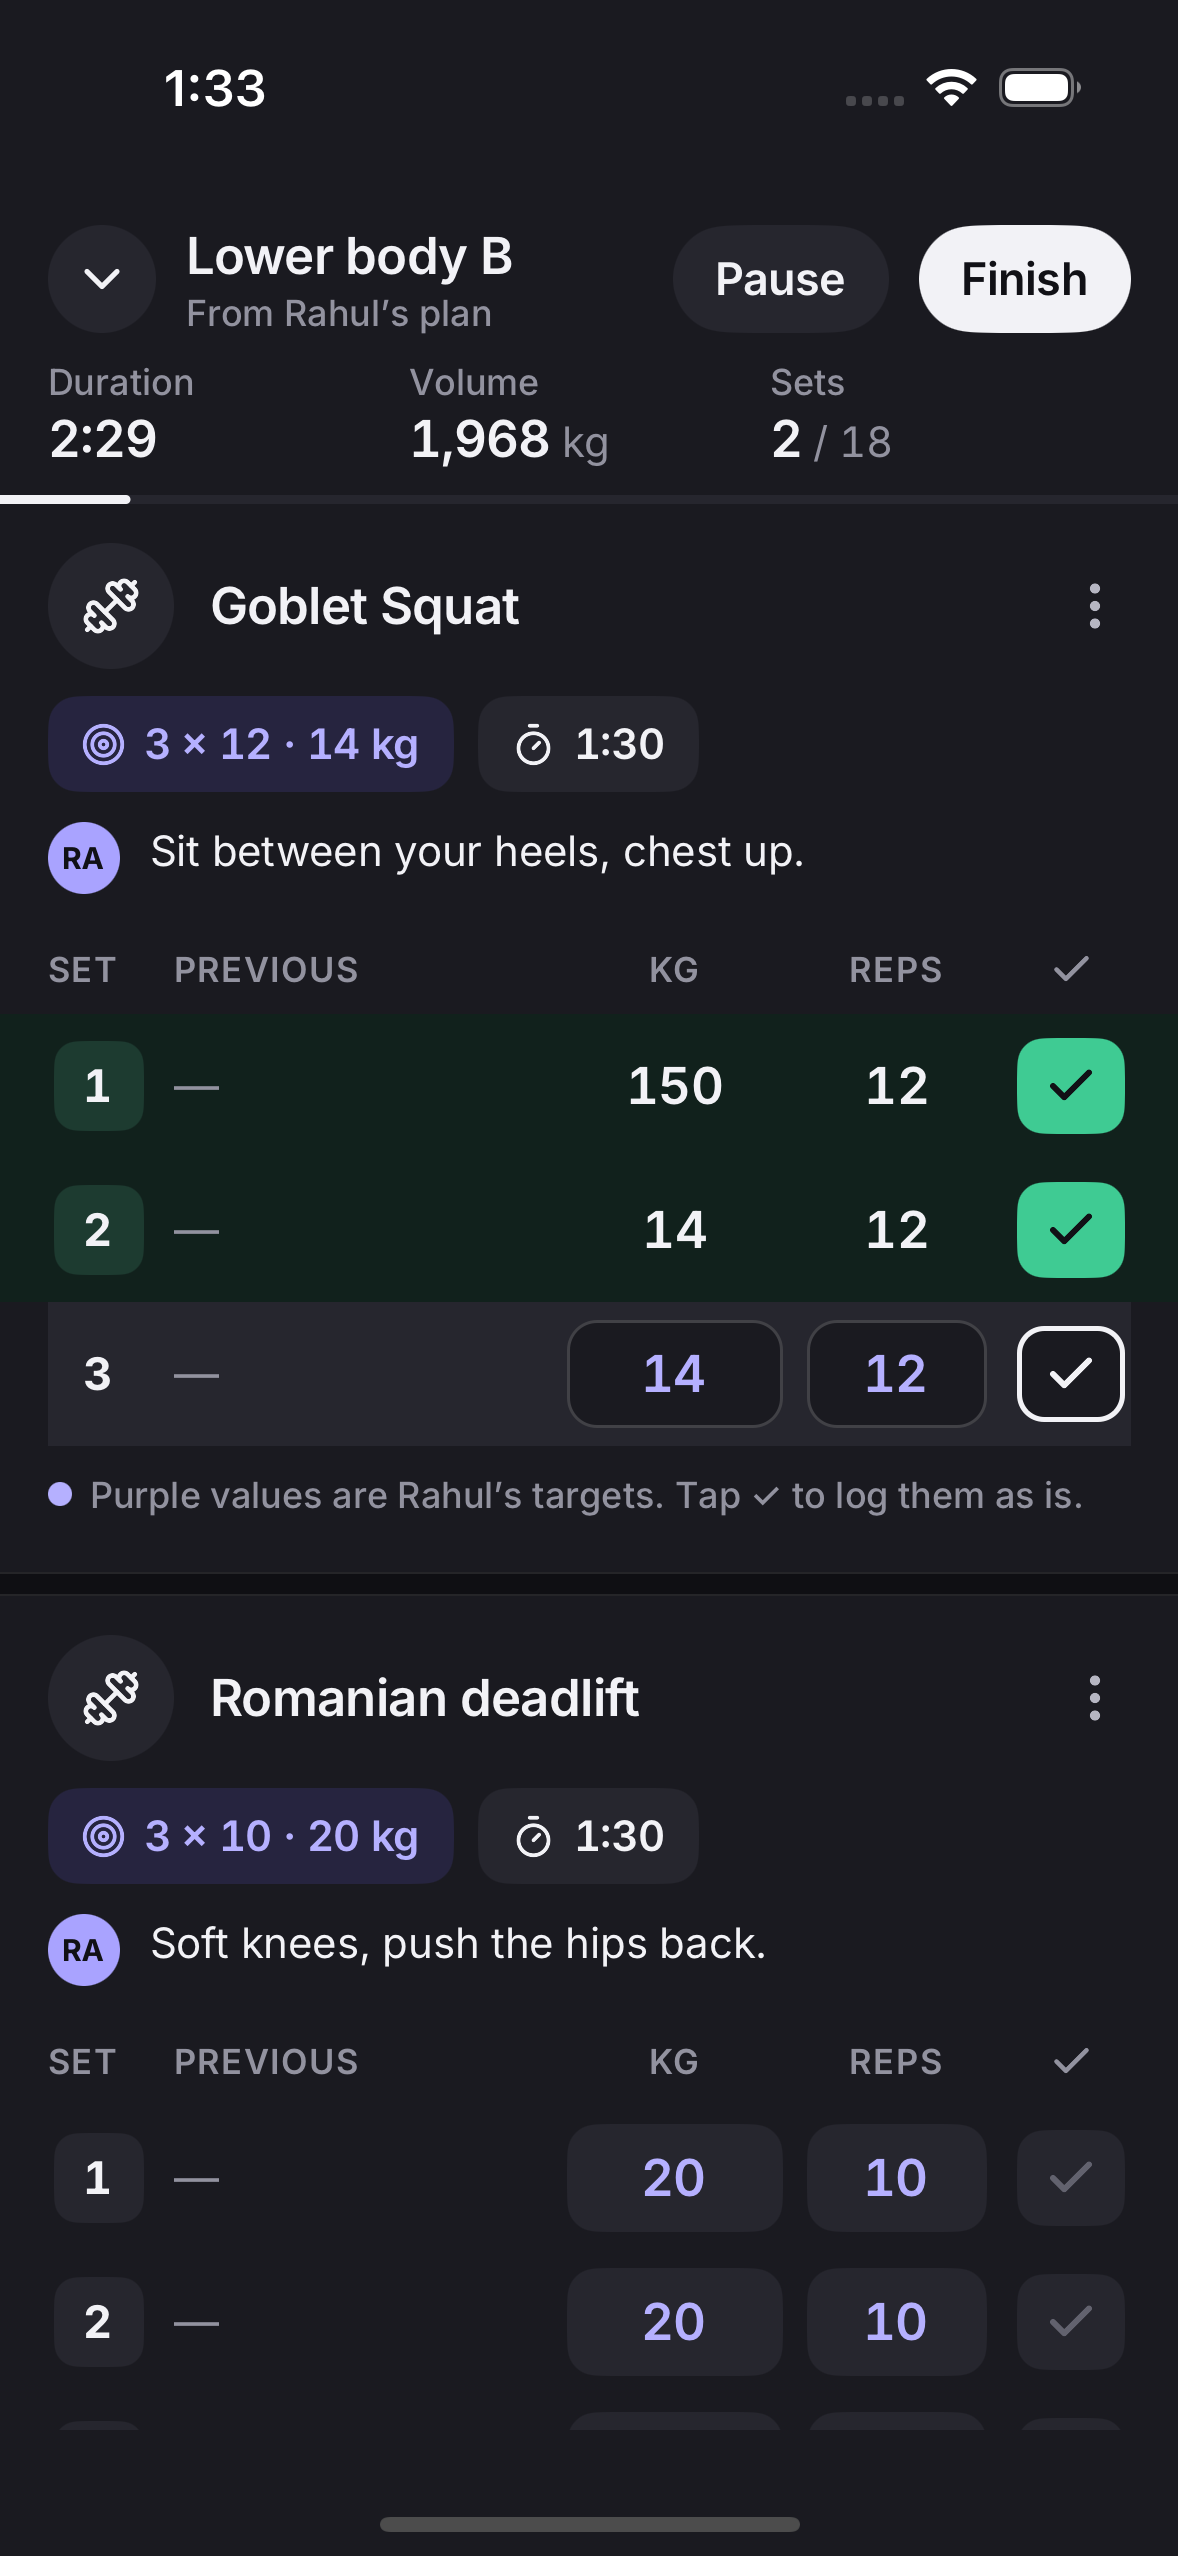 1:33
Lower body B
From Rahul’s plan
Pause
Finish
Duration
Volume
Sets
2:29
1,968 kg
2 / 18
Goblet Squat
3 × 12 · 14 kg
1:30
RA
Sit between your heels, chest up.
SET PREVIOUS KG REPS ✓
1 — 150 12 ✓
2 — 14 12 ✓
3 — 14 12 ✓
Purple values are Rahul’s targets. Tap ✓ to log them as is.
Romanian deadlift
3 × 10 · 20 kg
1:30
RA
Soft knees, push the hips back.
SET PREVIOUS KG REPS ✓
1 — 20 10 ✓
2 — 20 10 ✓